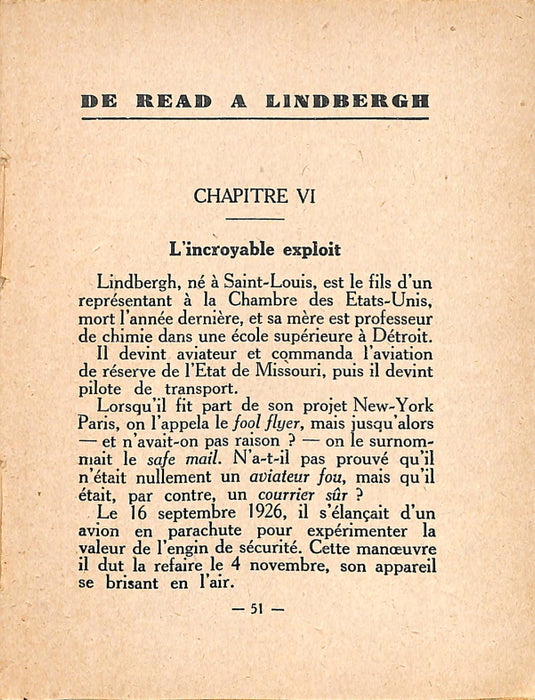 DE READ A LINDBERGH
CHAPITRE VI
L'incroyable exploit
Lindbergh, né à Saint-Louis, est le fils d'un
représentant à la Chambre des Etats-Unis,
mort l'année dernière, et sa mère est professeur
de chimie dans une école supérieure à Détroit.
Il devint aviateur et commanda l'aviation
de réserve de l'Etat de Missouri, puis il devint
pilote de transport.
Lorsqu'il fit part de son projet New-York
Paris, on l'appela le fool flyer, mais jusqu'alors
— et n'avait-on pas raison ? — on le surnom-
mait le safe mail. N'a-t-il pas prouvé qu'il
n'était nullement un aviateur fou, mais qu'il
était, par contre, un courrier sûr ?
Le 16 septembre 1926, il s'élançait d'un
avion en parachute pour expérimenter la
valeur de l'engin de sécurité. Cette manœuvre
il dut la refaire le 4 novembre, son appareil
se brisant en l'air.
— 51 —